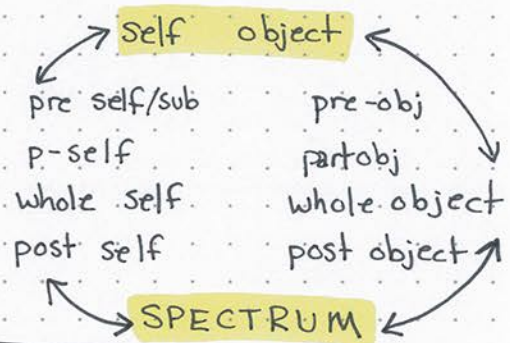 self object
pre self/sub pre-obj
p-self partobj
whole self whole object
post self post object
SPECTRUM